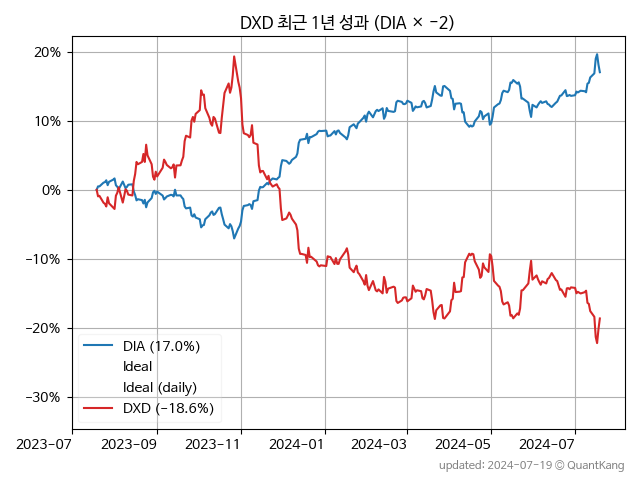 DXD 최근 1년 성과 (DIA × −2)
20%
10%
0%
−10%
−20%
−30%
DIA (17.0%)
Ideal
Ideal (daily)
DXD (−18.6%)
2023-07 2023-09 2023-11 2024-01 2024-03 2024-05 2024-07
updated: 2024-07-19 © QuantKang